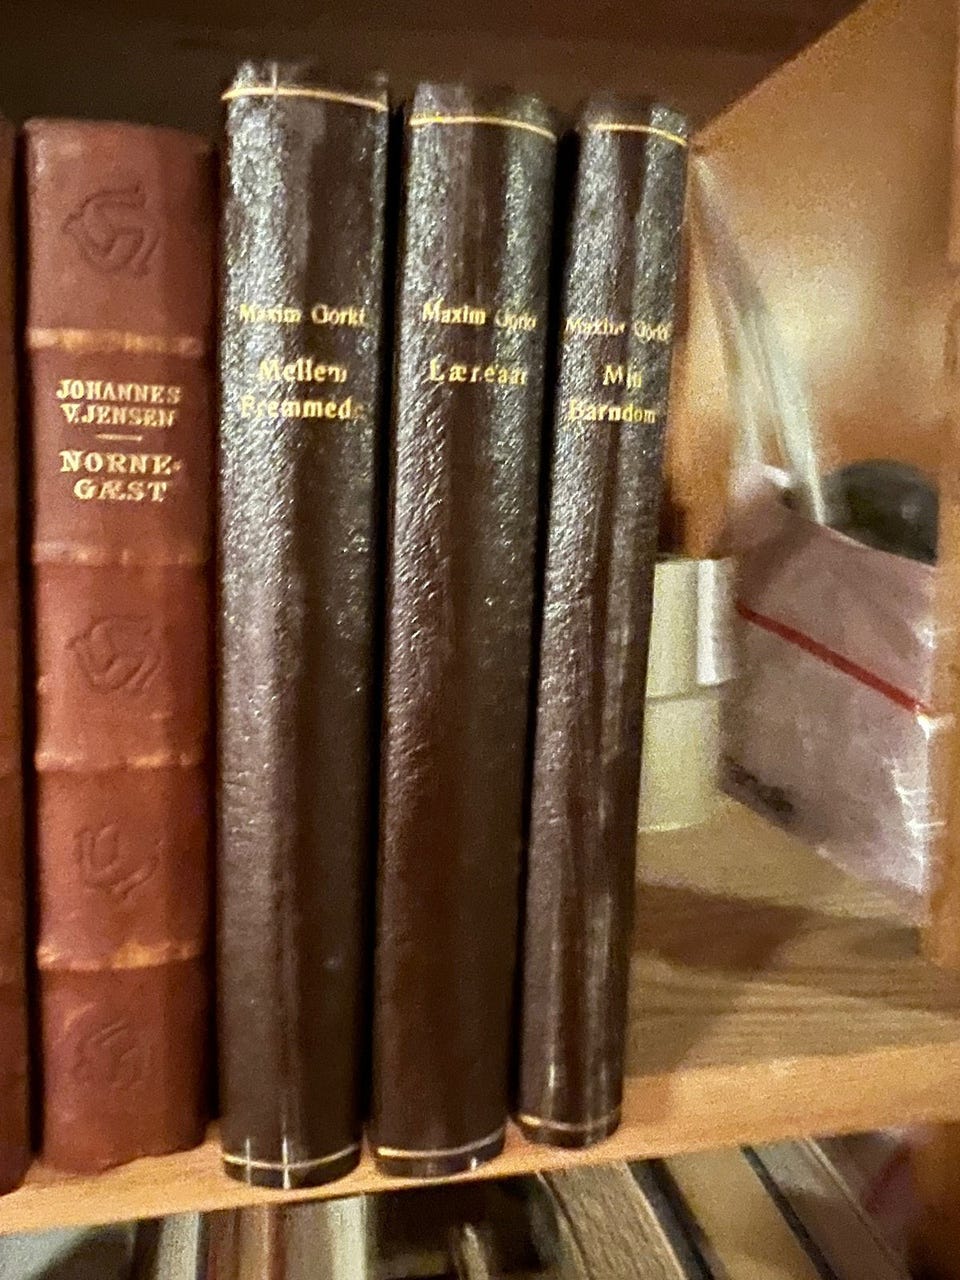 JOHANNES
V. JENSEN
NORNE-
GÆST
Maxim Gorki
Mellem
Fremmede
Maxim Gorki
Læreaar
Maxim Gorki
Min
Barndom